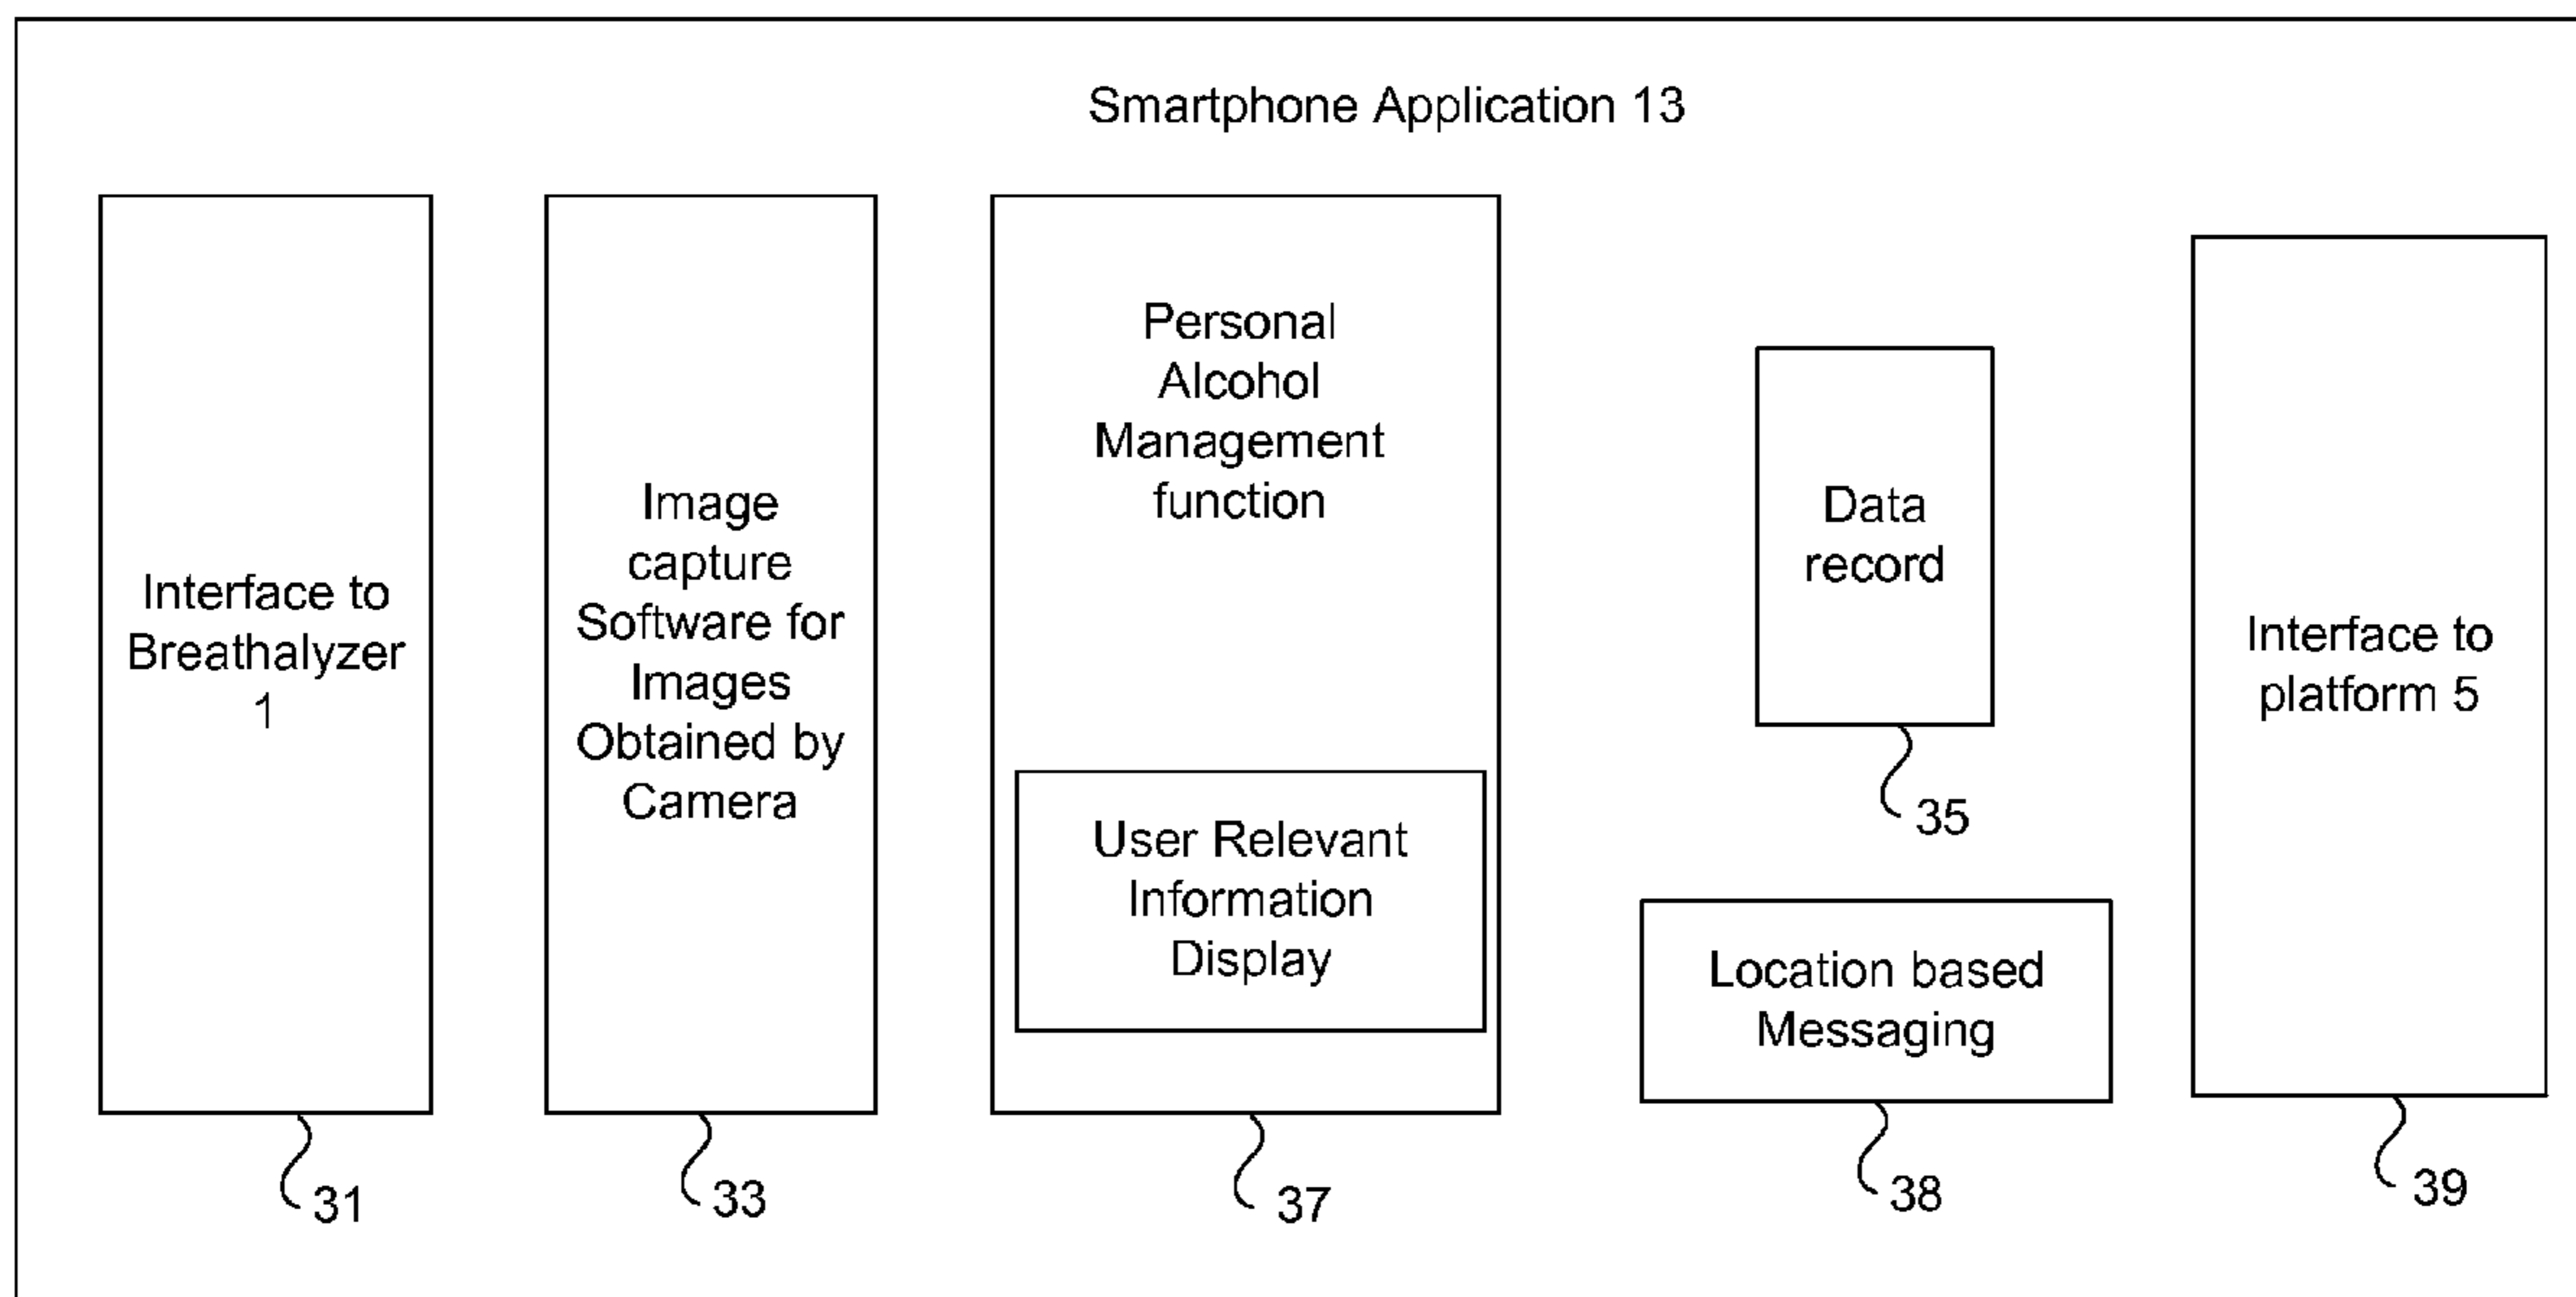 Smartphone Application 13
Interface to
Breathalyzer
1
31
Image
capture
Software for
Images
Obtained by
Camera
33
Personal
Alcohol
Management
function
User Relevant
Information
Display
37
Data
record
35
Location based
Messaging
38
Interface to
platform 5
39